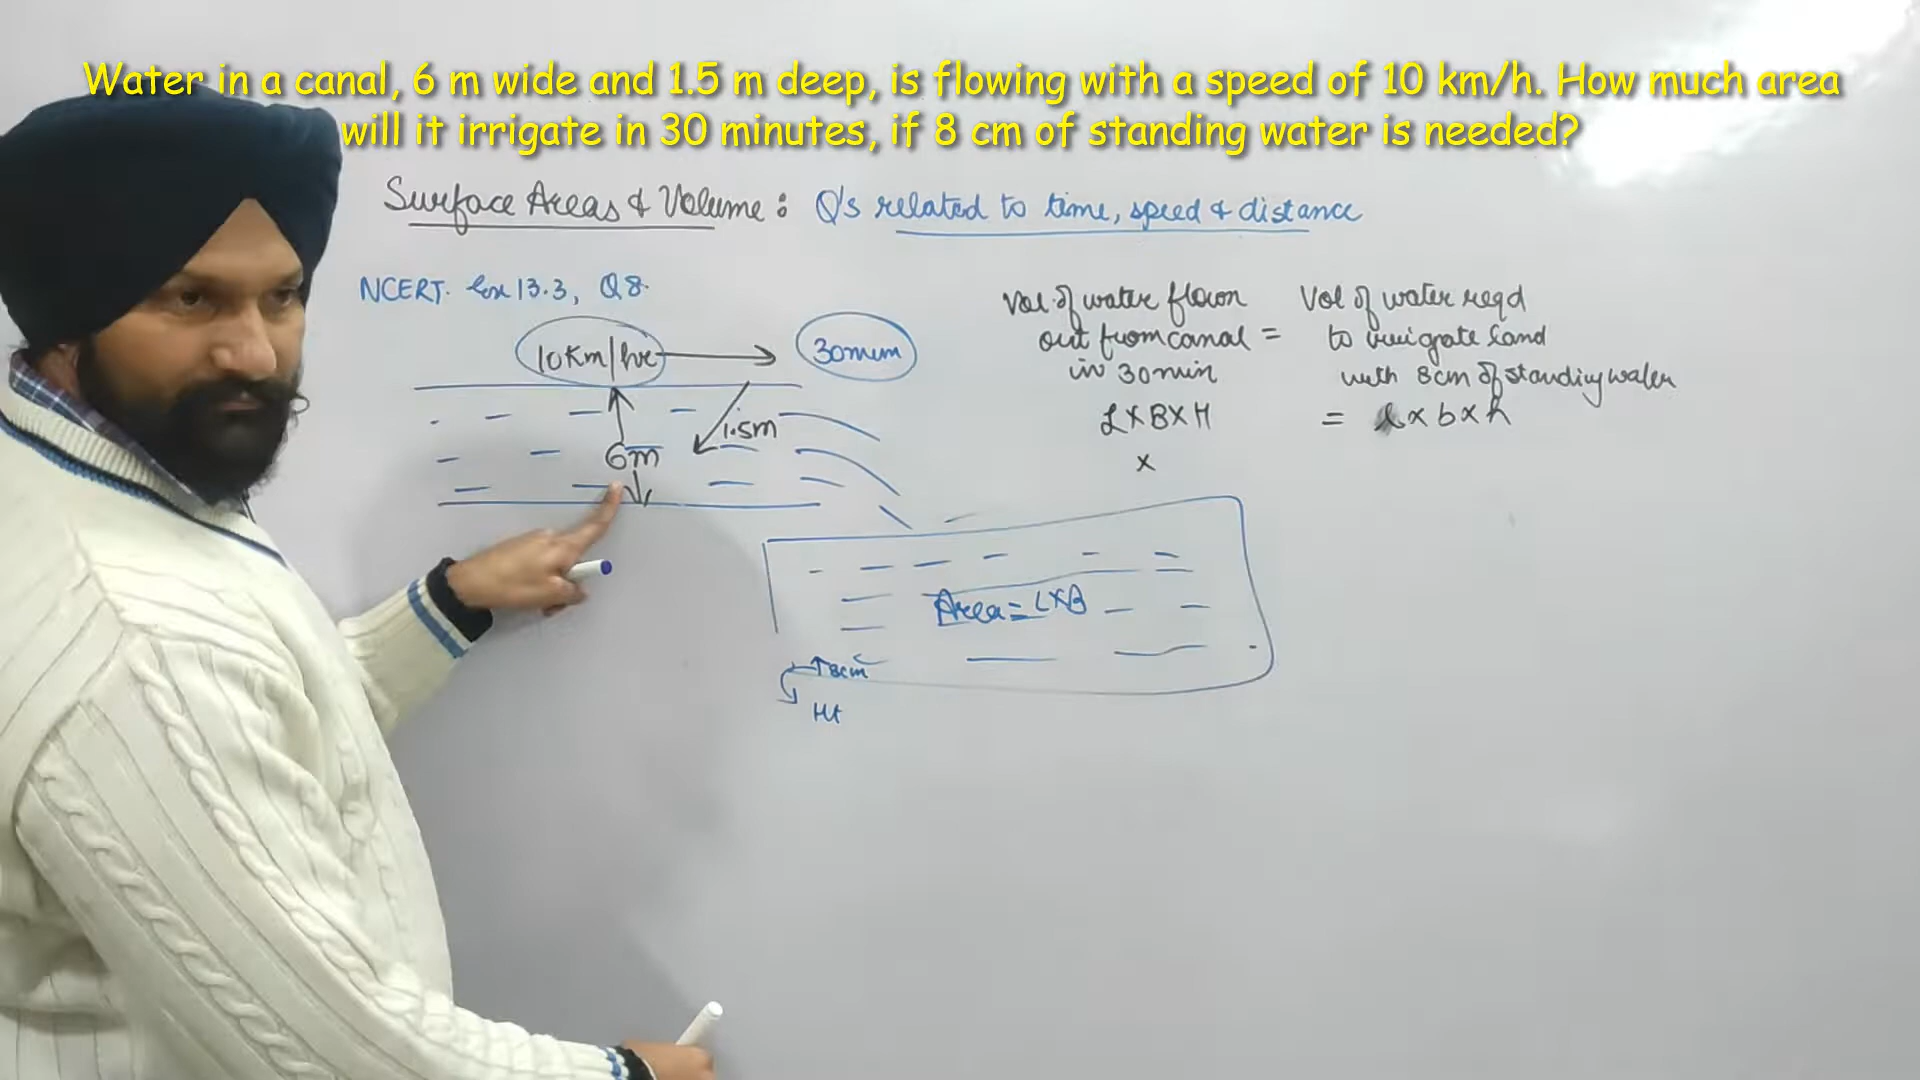 Water in a canal, 6 m wide and 1.5 m deep, is flowing with a speed of 10 km/h. How much area
will it irrigate in 30 minutes, if 8 cm of standing water is needed?
Surface Areas & Volume: Q's related to time, speed & distance
NCERT. Ex 13.3, Q8.
10Km/hr
30min
1.5m
6m
Vol. of water flown
out from canal =
in 30min
L×B×H
×
Vol of water reqd
to irrigate land
with 8cm of standing water
= l×b×h
Area = L×B
8cm
Ht